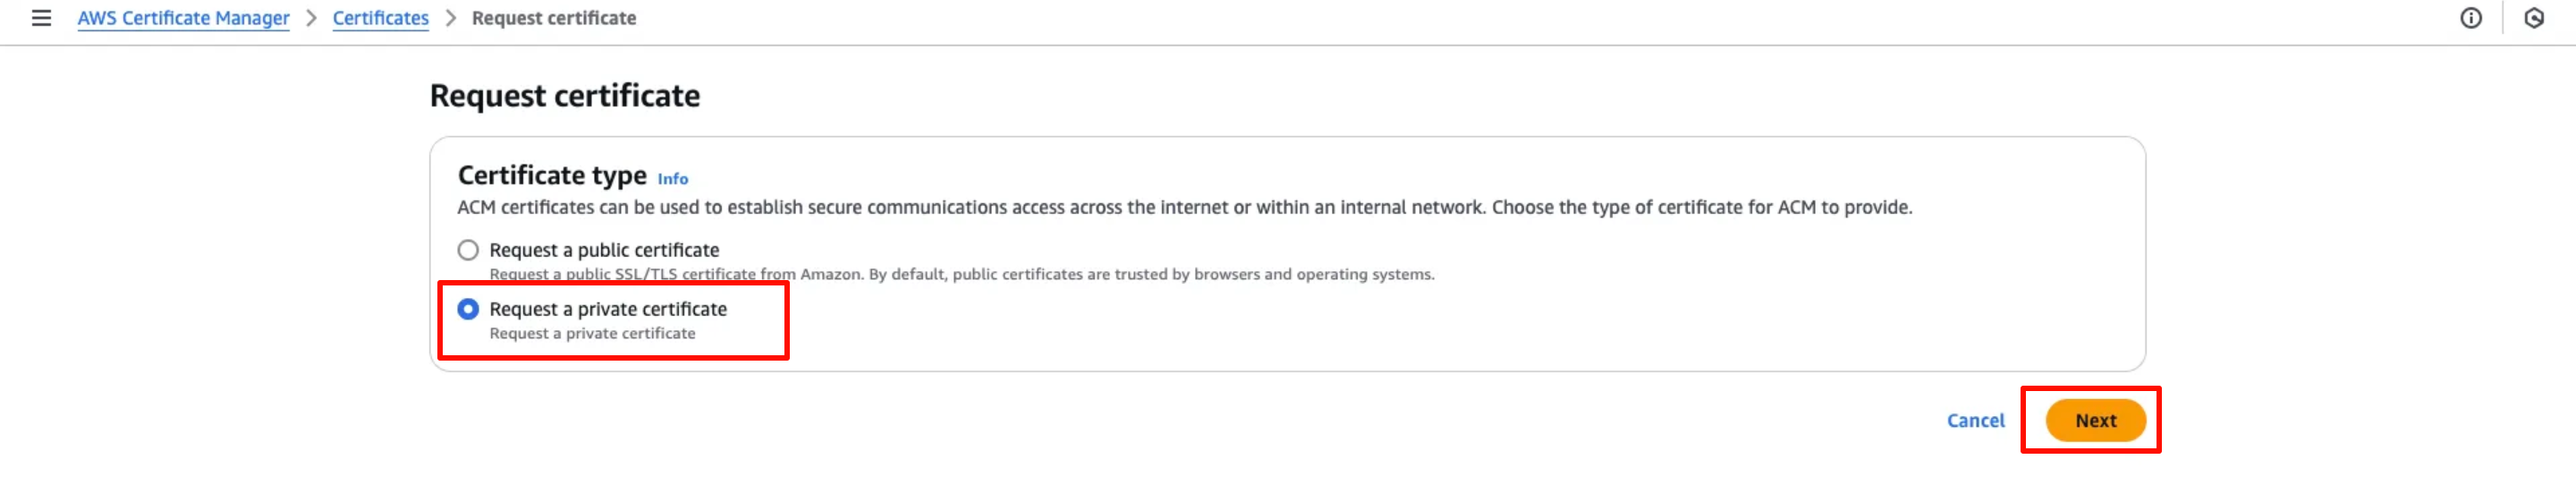 AWS Certificate Manager > Certificates > Request certificate
Request certificate
Certificate type Info
ACM certificates can be used to establish secure communications access across the internet or within an internal network. Choose the type of certificate for ACM to provide.
Request a public certificate
Request a public SSL/TLS certificate from Amazon. By default, public certificates are trusted by browsers and operating systems.
Request a private certificate
Request a private certificate
Cancel Next